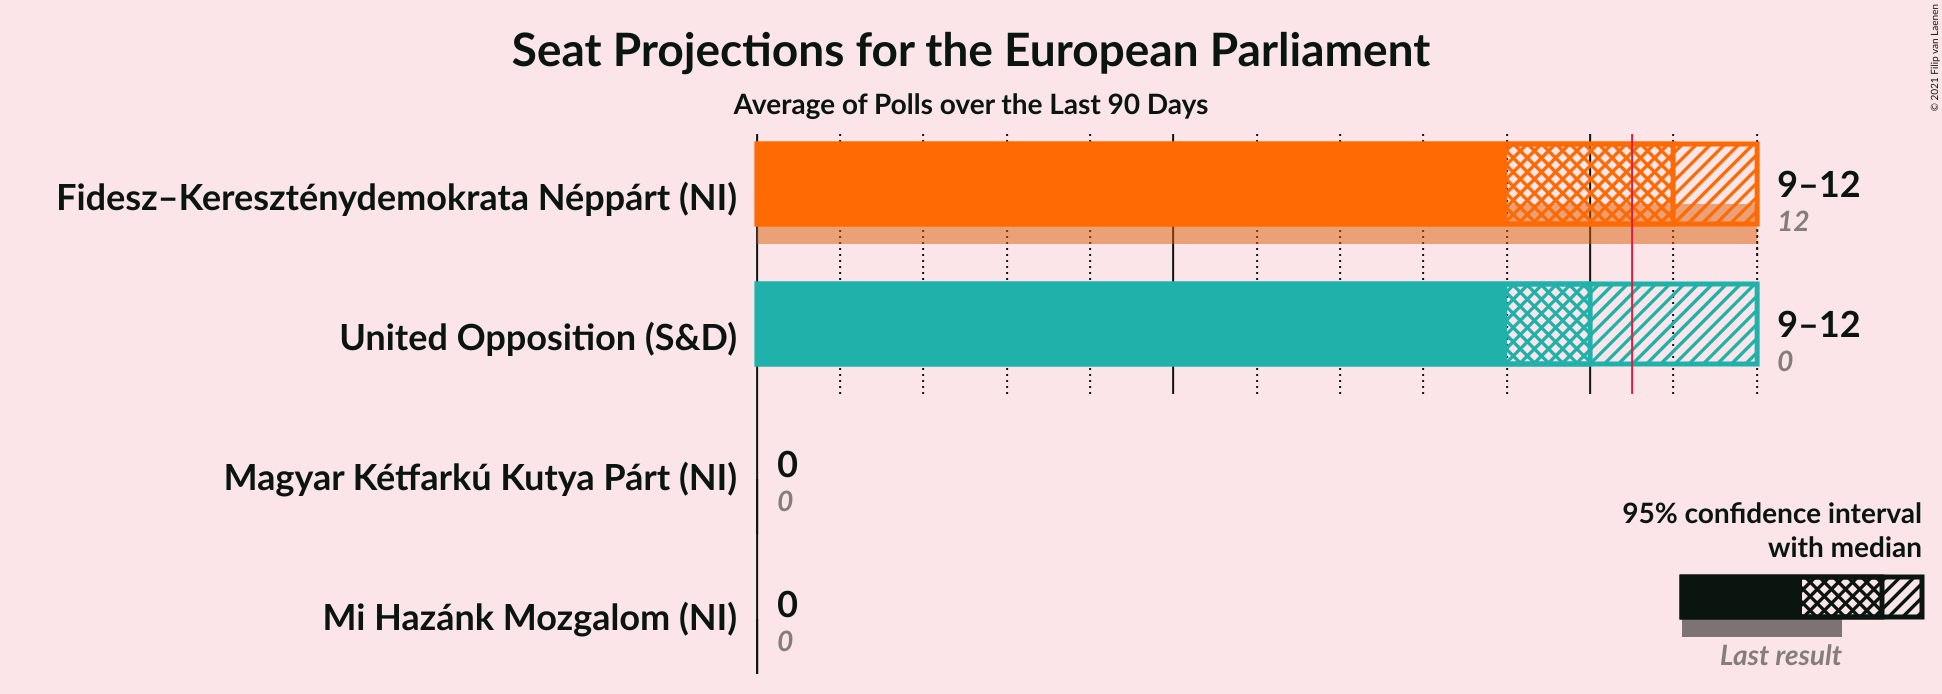 Seat Projections for the European Parliament
Average of Polls over the Last 90 Days
Fidesz–Kereszténydemokrata Néppárt (NI)
9–12
12
United Opposition (S&D)
9–12
0
Magyar Kétfarkú Kutya Párt (NI)
0
0
Mi Hazánk Mozgalom (NI)
0
0
95% confidence interval
with median
Last result
© 2021 Filip van Laenen